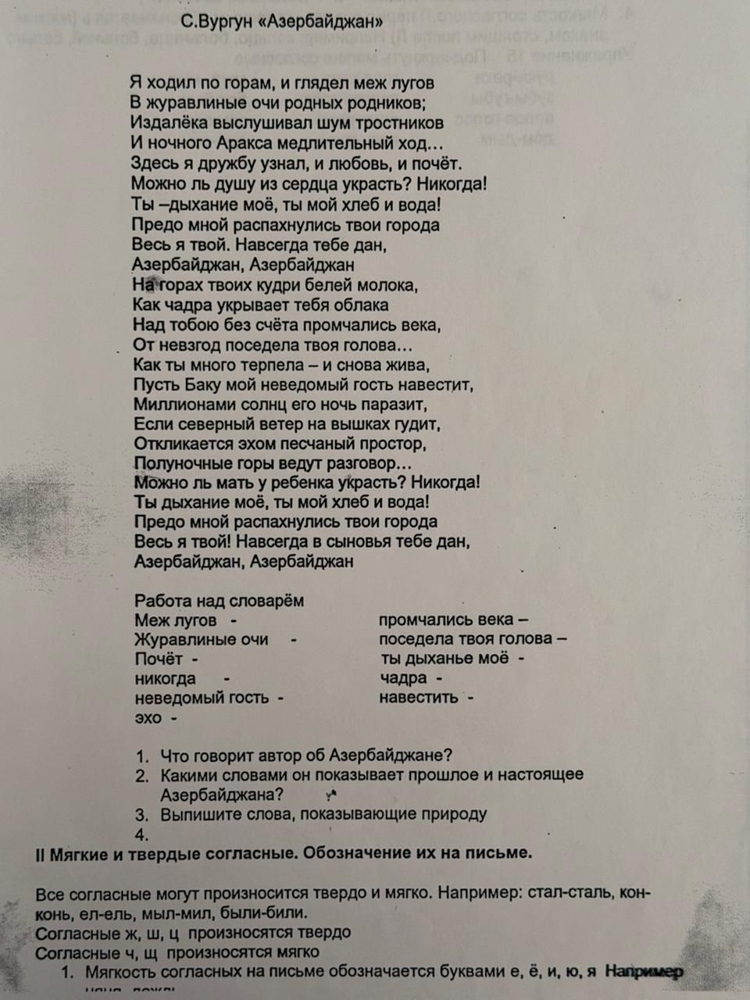 С.Вургун «Азербайджан»
Я ходил по горам, и глядел меж лугов
В журавлиные очи родных родников;
Издалёка выслушивал шум тростников
И ночного Аракса медлительный ход...
Здесь я дружбу узнал, и любовь, и почёт.
Можно ль душу из сердца украсть? Никогда!
Ты –дыхание моё, ты мой хлеб и вода!
Предо мной распахнулись твои города
Весь я твой. Навсегда тебе дан,
Азербайджан, Азербайджан
На горах твоих кудри белей молока,
Как чадра укрывает тебя облака
Над тобою без счёта промчались века,
От невзгод поседела твоя голова...
Как ты много терпела – и снова жива,
Пусть Баку мой неведомый гость навестит,
Миллионами солнц его ночь паразит,
Если северный ветер на вышках гудит,
Откликается эхом песчаный простор,
Полуночные горы ведут разговор...
Можно ль мать у ребенка украсть? Никогда!
Ты дыхание моё, ты мой хлеб и вода!
Предо мной распахнулись твои города
Весь я твой! Навсегда в сыновья тебе дан,
Азербайджан, Азербайджан
Работа над словарём
Меж лугов - промчались века –
Журавлиные очи - поседела твоя голова –
Почёт - ты дыханье моё -
никогда - чадра -
неведомый гость - навестить -
эхо -
1. Что говорит автор об Азербайджане?
2. Какими словами он показывает прошлое и настоящее
Азербайджана?
3. Выпишите слова, показывающие природу
4.
II Мягкие и твердые согласные. Обозначение их на письме.
Все согласные могут произносится твердо и мягко. Например: стал-сталь, кон-
конь, ел-ель, мыл-мил, были-били.
Согласные ж, ш, ц произносятся твердо
Согласные ч, щ произносятся мягко
1. Мягкость согласных на письме обозначается буквами е, ё, и, ю, я Например